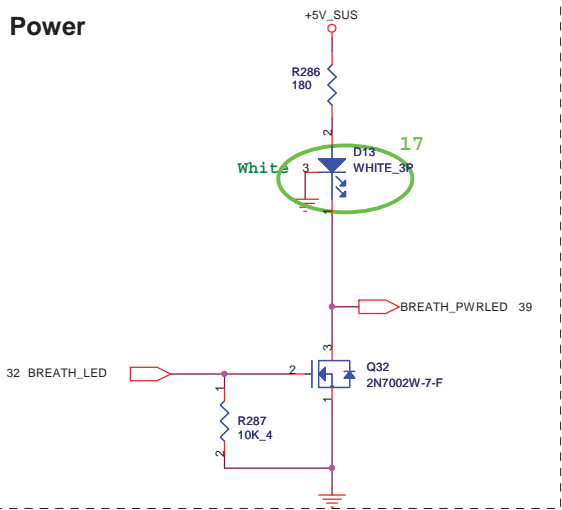 Power
+5V_SUS
R286
180
2
17
D13
White 3 WHITE_3P
1
BREATH_PWRLED 39
3
32 BREATH_LED
2
Q32
2N7002W-7-F
1
1
R287
10K_4
2